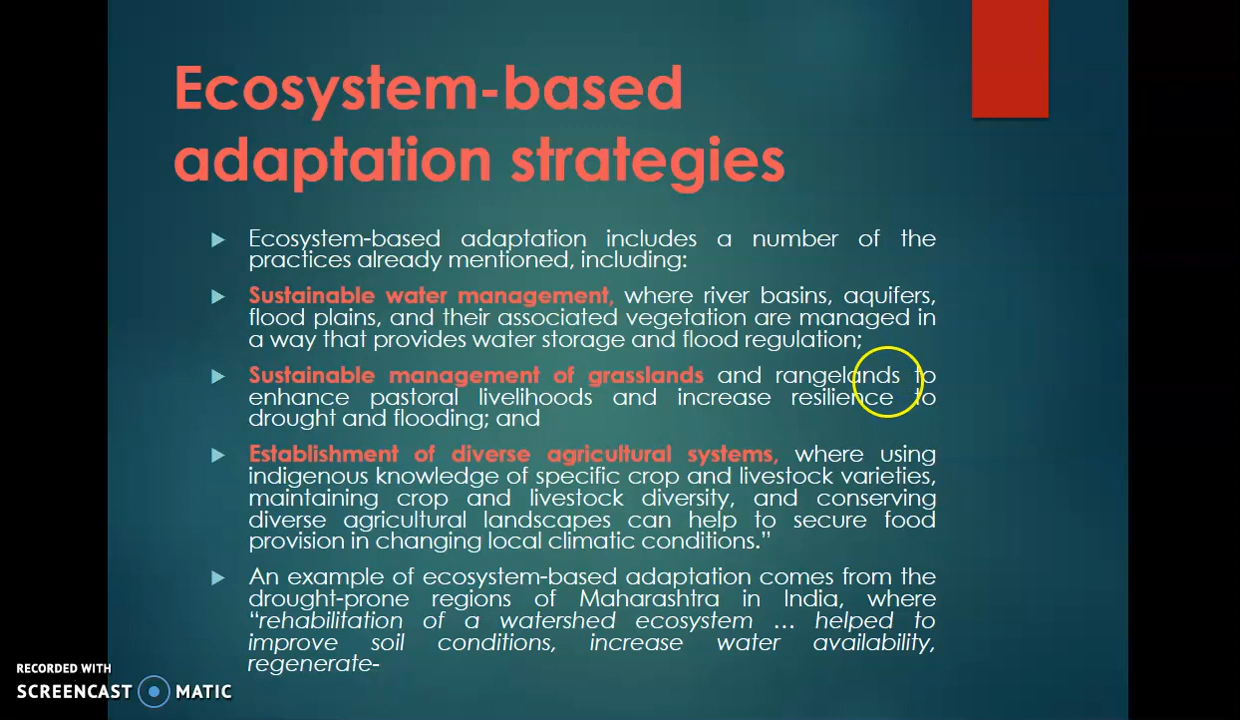 Ecosystem-based
adaptation strategies
Ecosystem-based adaptation includes a number of the
practices already mentioned, including:
Sustainable water management, where river basins, aquifers,
flood plains, and their associated vegetation are managed in
a way that provides water storage and flood regulation;
Sustainable management of grasslands and rangelands to
enhance pastoral livelihoods and increase resilience to
drought and flooding; and
Establishment of diverse agricultural systems, where using
indigenous knowledge of specific crop and livestock varieties,
maintaining crop and livestock diversity, and conserving
diverse agricultural landscapes can help to secure food
provision in changing local climatic conditions.”
An example of ecosystem-based adaptation comes from the
drought-prone regions of Maharashtra in India, where
“rehabilitation of a watershed ecosystem … helped to
improve soil conditions, increase water availability,
regenerate-
RECORDED WITH
SCREENCAST MATIC